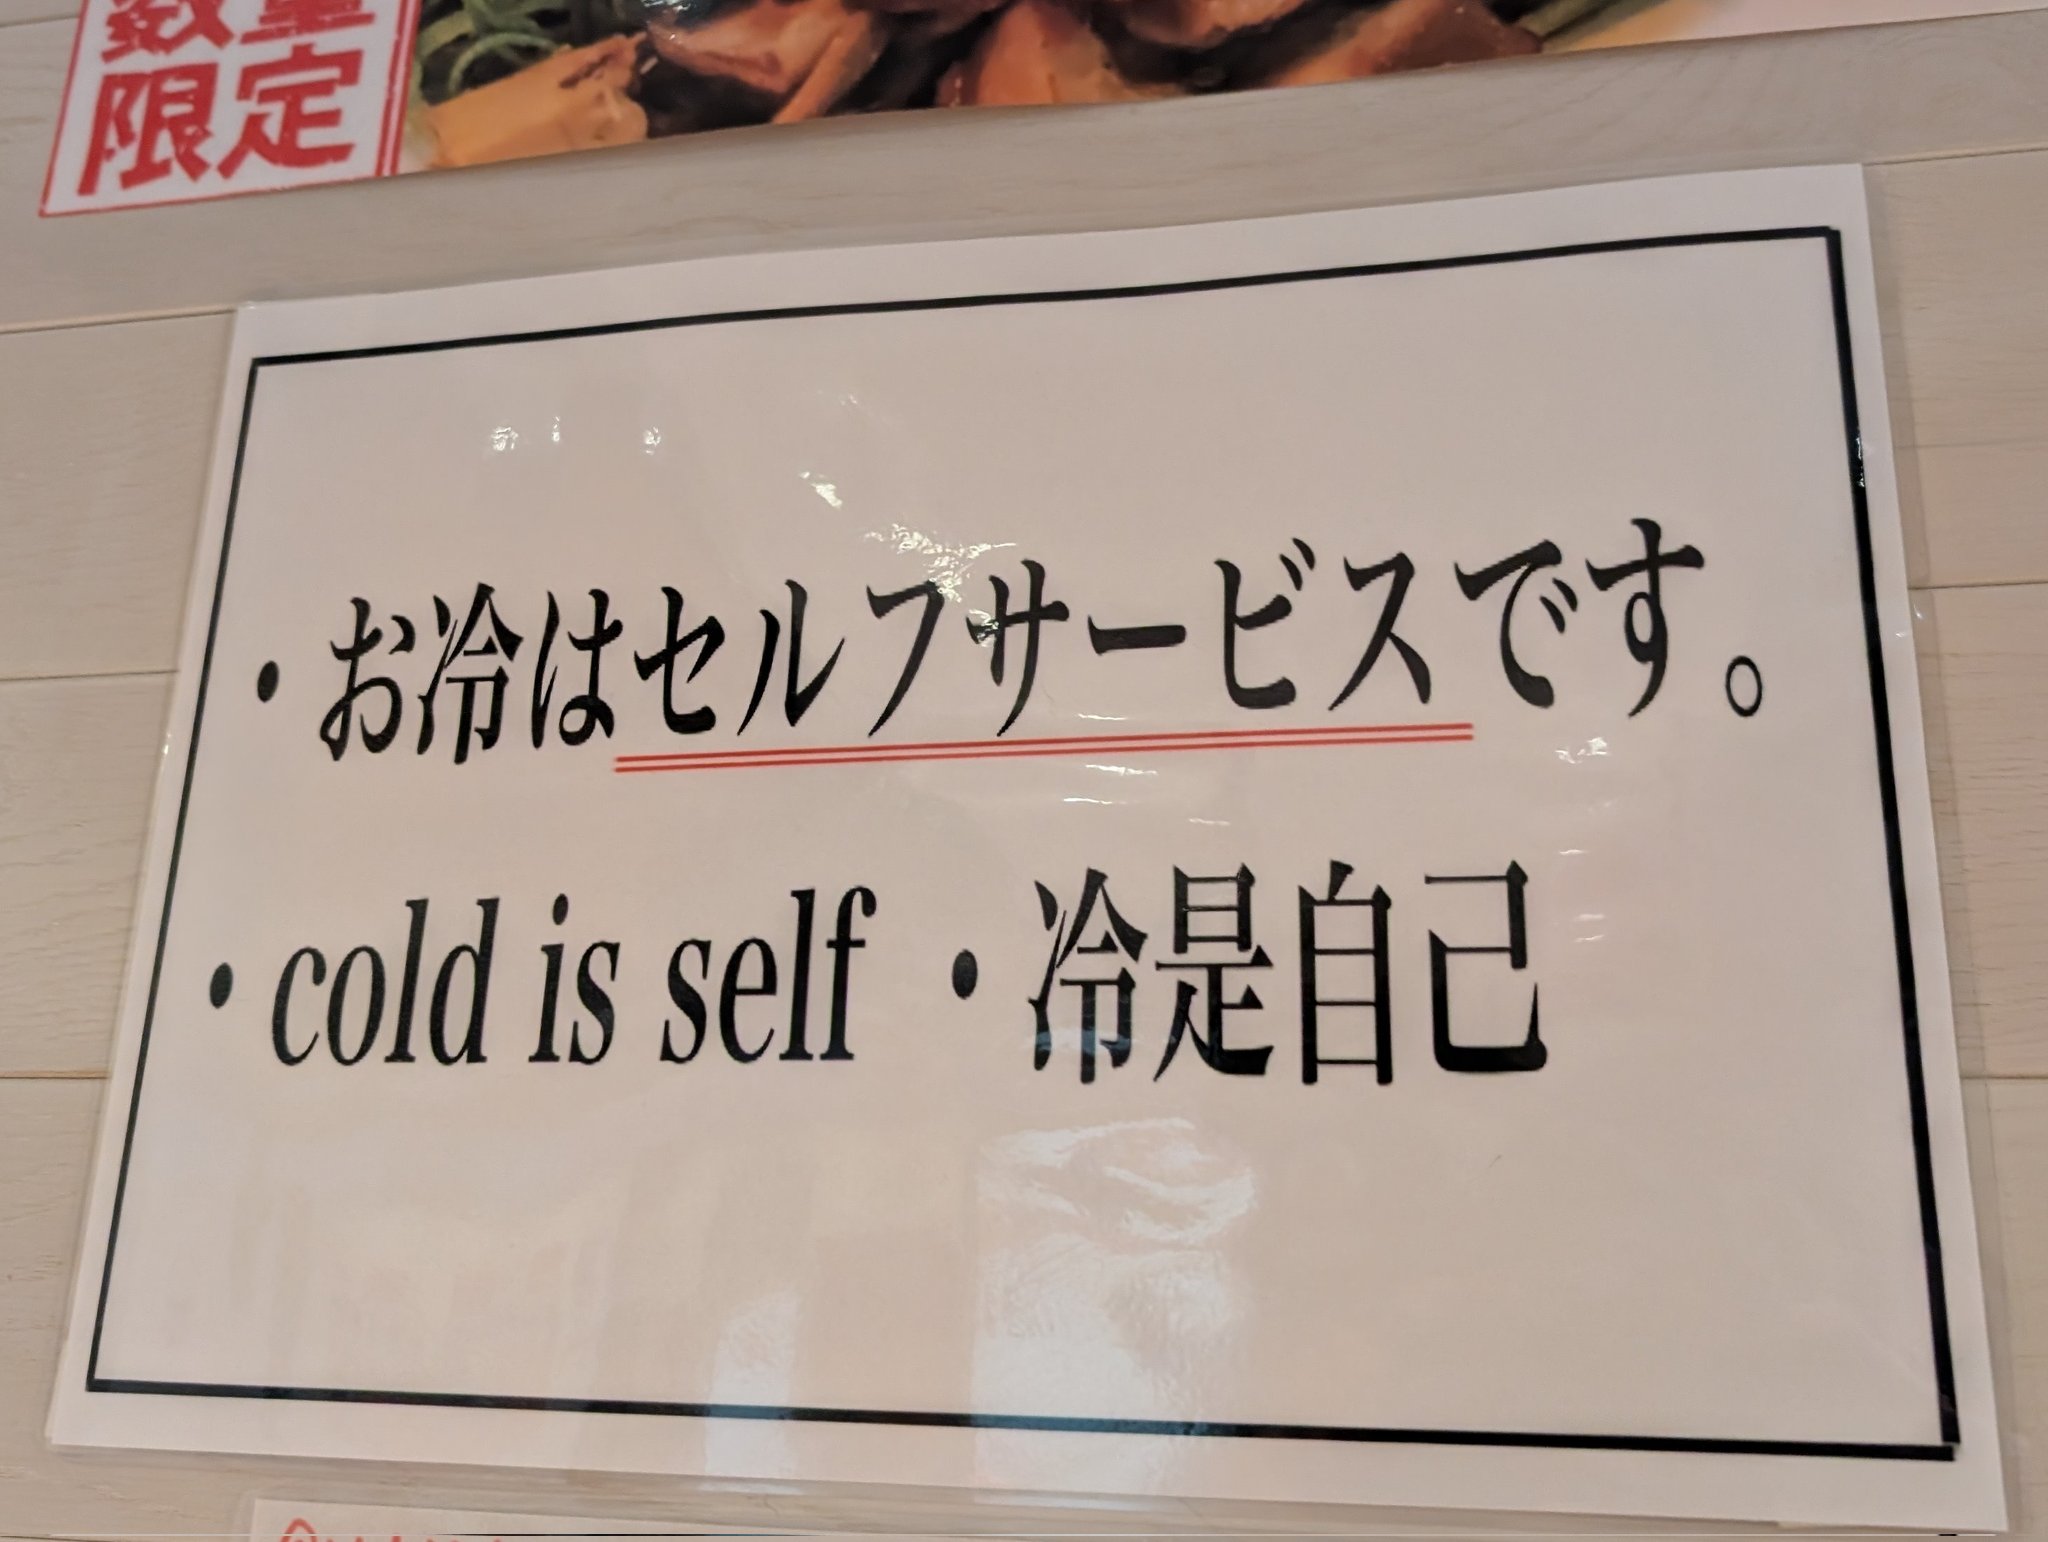 数量
限定
・お冷はセルフサービスです。
・cold is self ・冷是自己